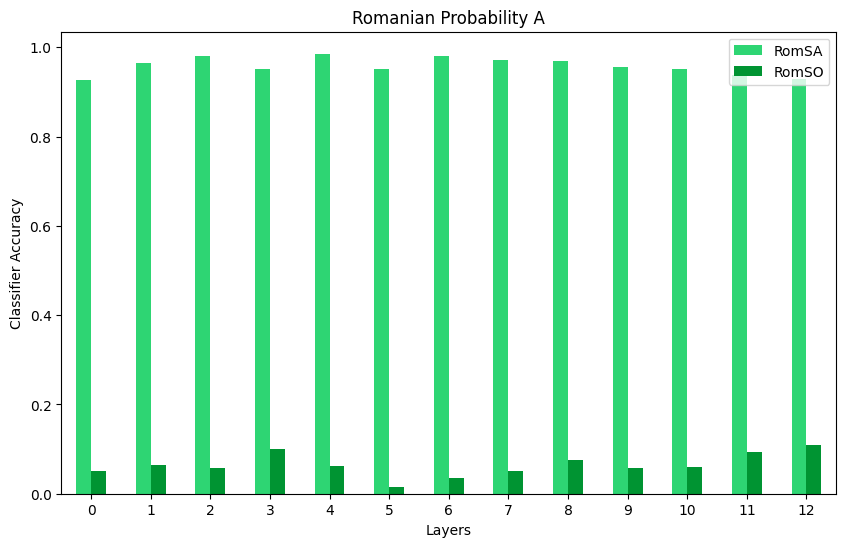 Romanian Probability A
RomSA
RomSO
1.0
0.8
0.6
0.4
0.2
0.0
Classifier Accuracy
0 1 2 3 4 5 6 7 8 9 10 11 12
Layers